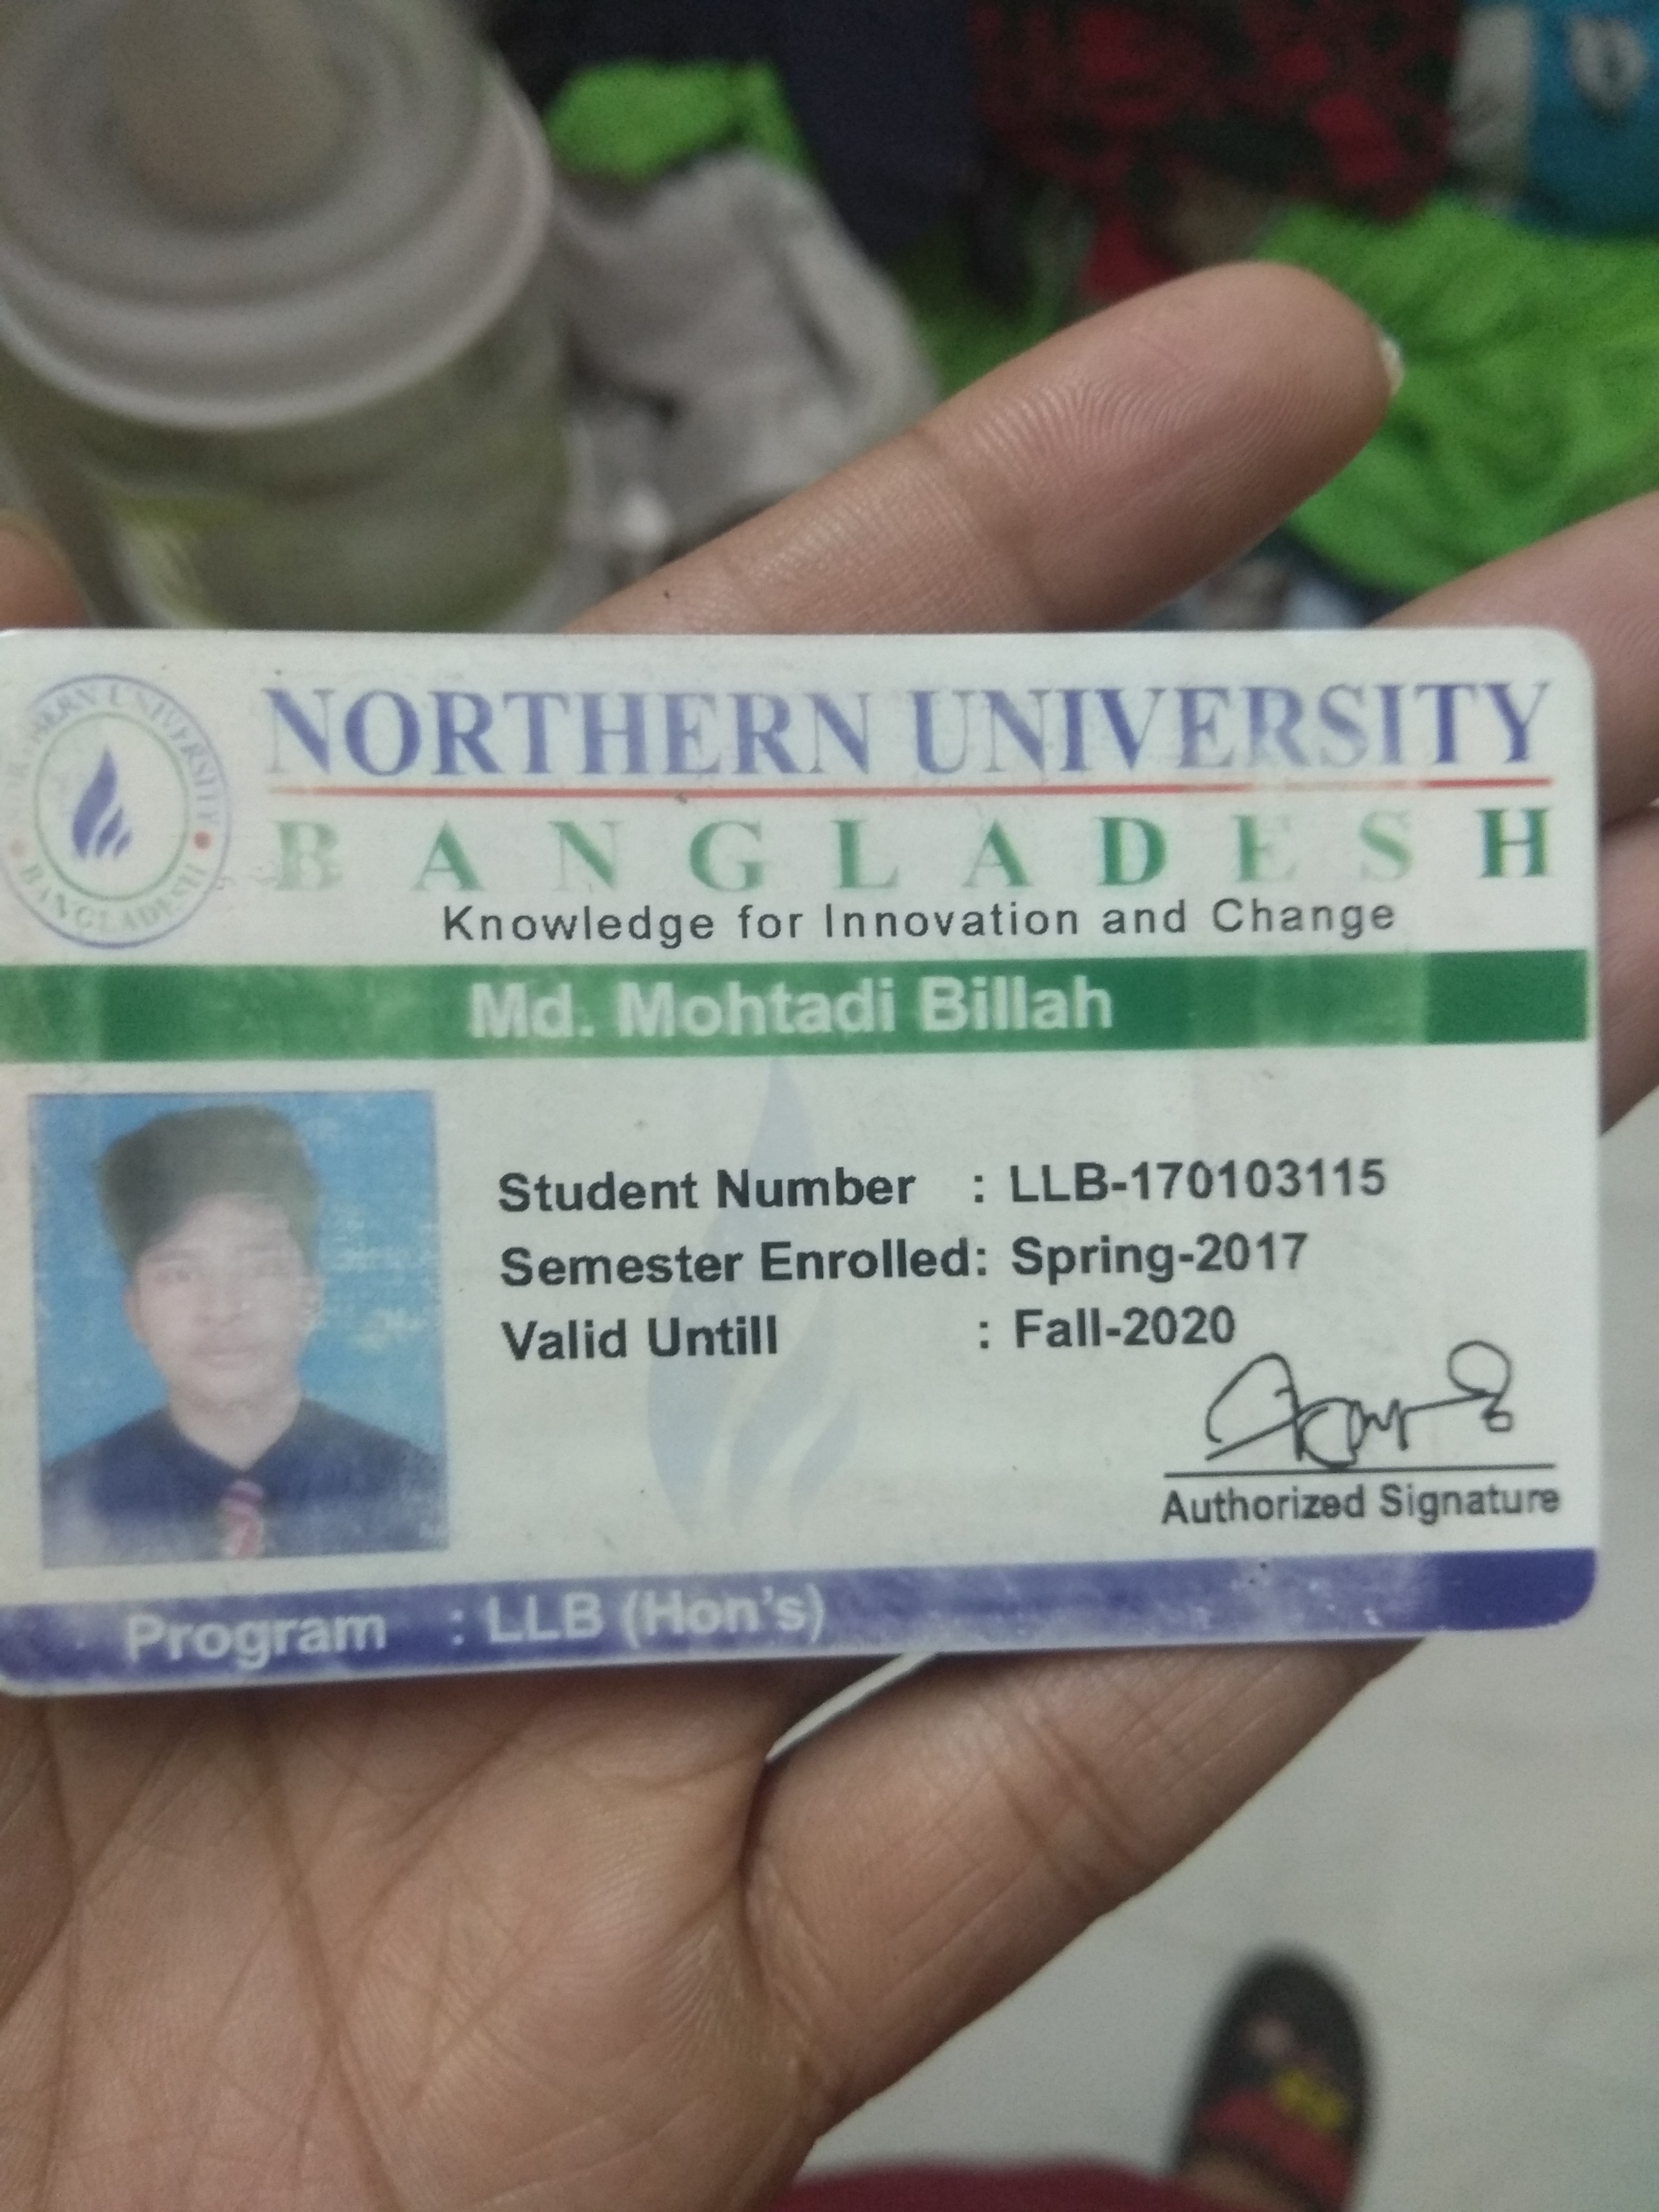 NORTHERN UNIVERSITY
BANGLADESH
NORTHERN UNIVERSITY
BANGLADESH
Knowledge for Innovation and Change
Md. Mohtadi Billah
Student Number : LLB-170103115
Semester Enrolled: Spring-2017
Valid Untill : Fall-2020
Authorized Signature
Program : LLB (Hon's)